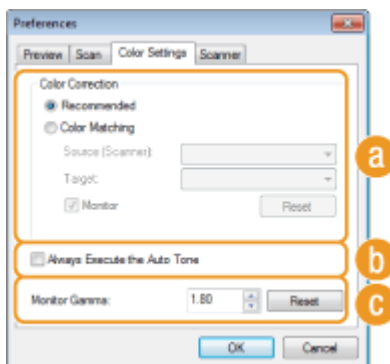 Preferences
Preview Scan Color Settings Scanner
Color Correction
Recommended
Color Matching
Source (Scanner):
Target:
Monitor Reset
a
Always Execute the Auto Tone
b
Monitor Gamma: 1.80 Reset
c
OK Cancel